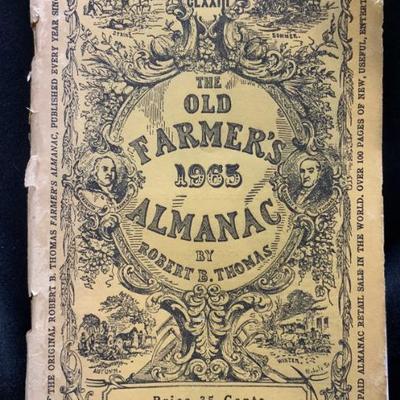 CLXXIII
SPRING.
SUMMER.
THE
OLD
FARMER'S
1965
ALMANAC
BY
ROBERT B. THOMAS
AUTUMN.
WINTER.
Price 35 Cents
OF THE ORIGINAL ROBERT B. THOMAS FARMER'S ALMANAC, PUBLISHED EVERY YEAR
PAID ALMANAC RETAIL SALE IN THE WORLD. OVER 100 PAGES OF NEW, USEFUL,